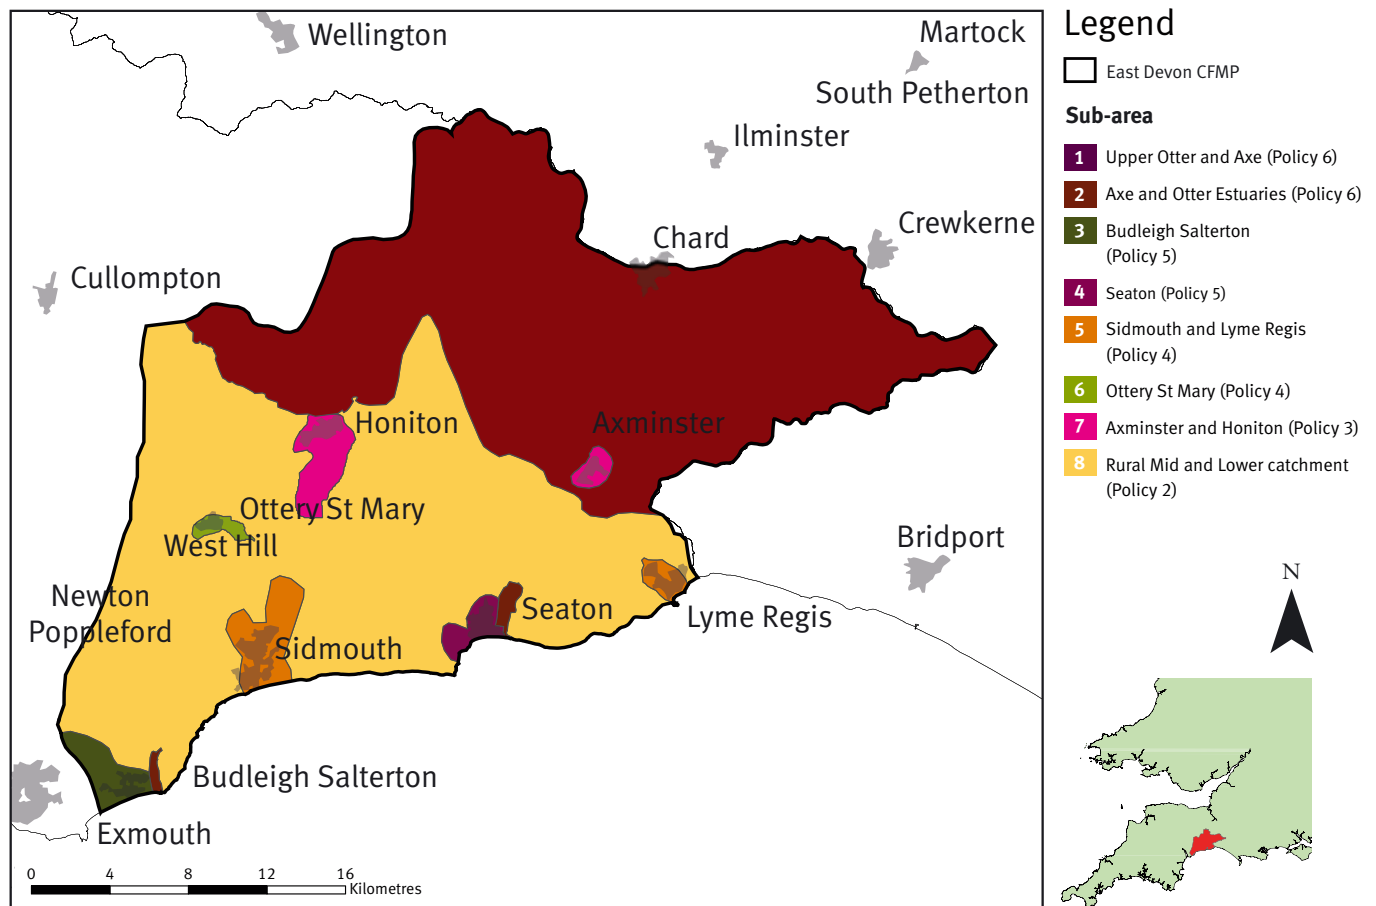 Wellington
Martock
South Petherton
Ilminster
Crewkerne
Chard
Cullompton
Honiton
Axminster
Ottery St Mary
West Hill
Bridport
Newton
Poppleford
Seaton
Lyme Regis
Sidmouth
Budleigh Salterton
Exmouth
0 4 8 12 16
Kilometres
Legend
East Devon CFMP
Sub-area
1 Upper Otter and Axe (Policy 6)
2 Axe and Otter Estuaries (Policy 6)
3 Budleigh Salterton
(Policy 5)
4 Seaton (Policy 5)
5 Sidmouth and Lyme Regis
(Policy 4)
6 Ottery St Mary (Policy 4)
7 Axminster and Honiton (Policy 3)
8 Rural Mid and Lower catchment
(Policy 2)
N